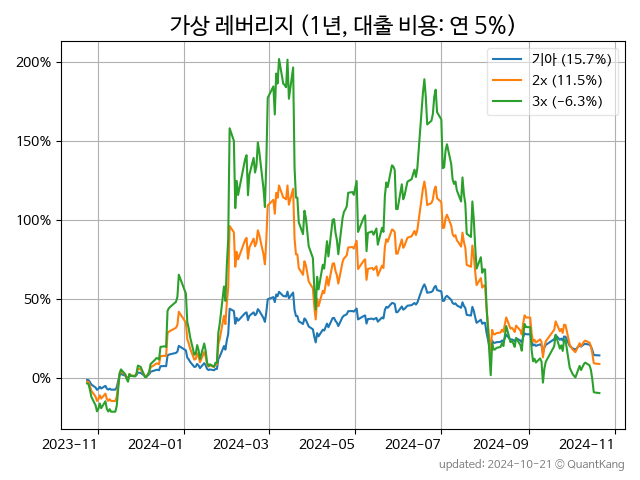 가상 레버리지 (1년, 대출 비용: 연 5%)
기아 (15.7%)
2x (11.5%)
3x (-6.3%)
200%
150%
100%
50%
0%
2023-11 2024-01 2024-03 2024-05 2024-07 2024-09 2024-11
updated: 2024-10-21 © QuantKang